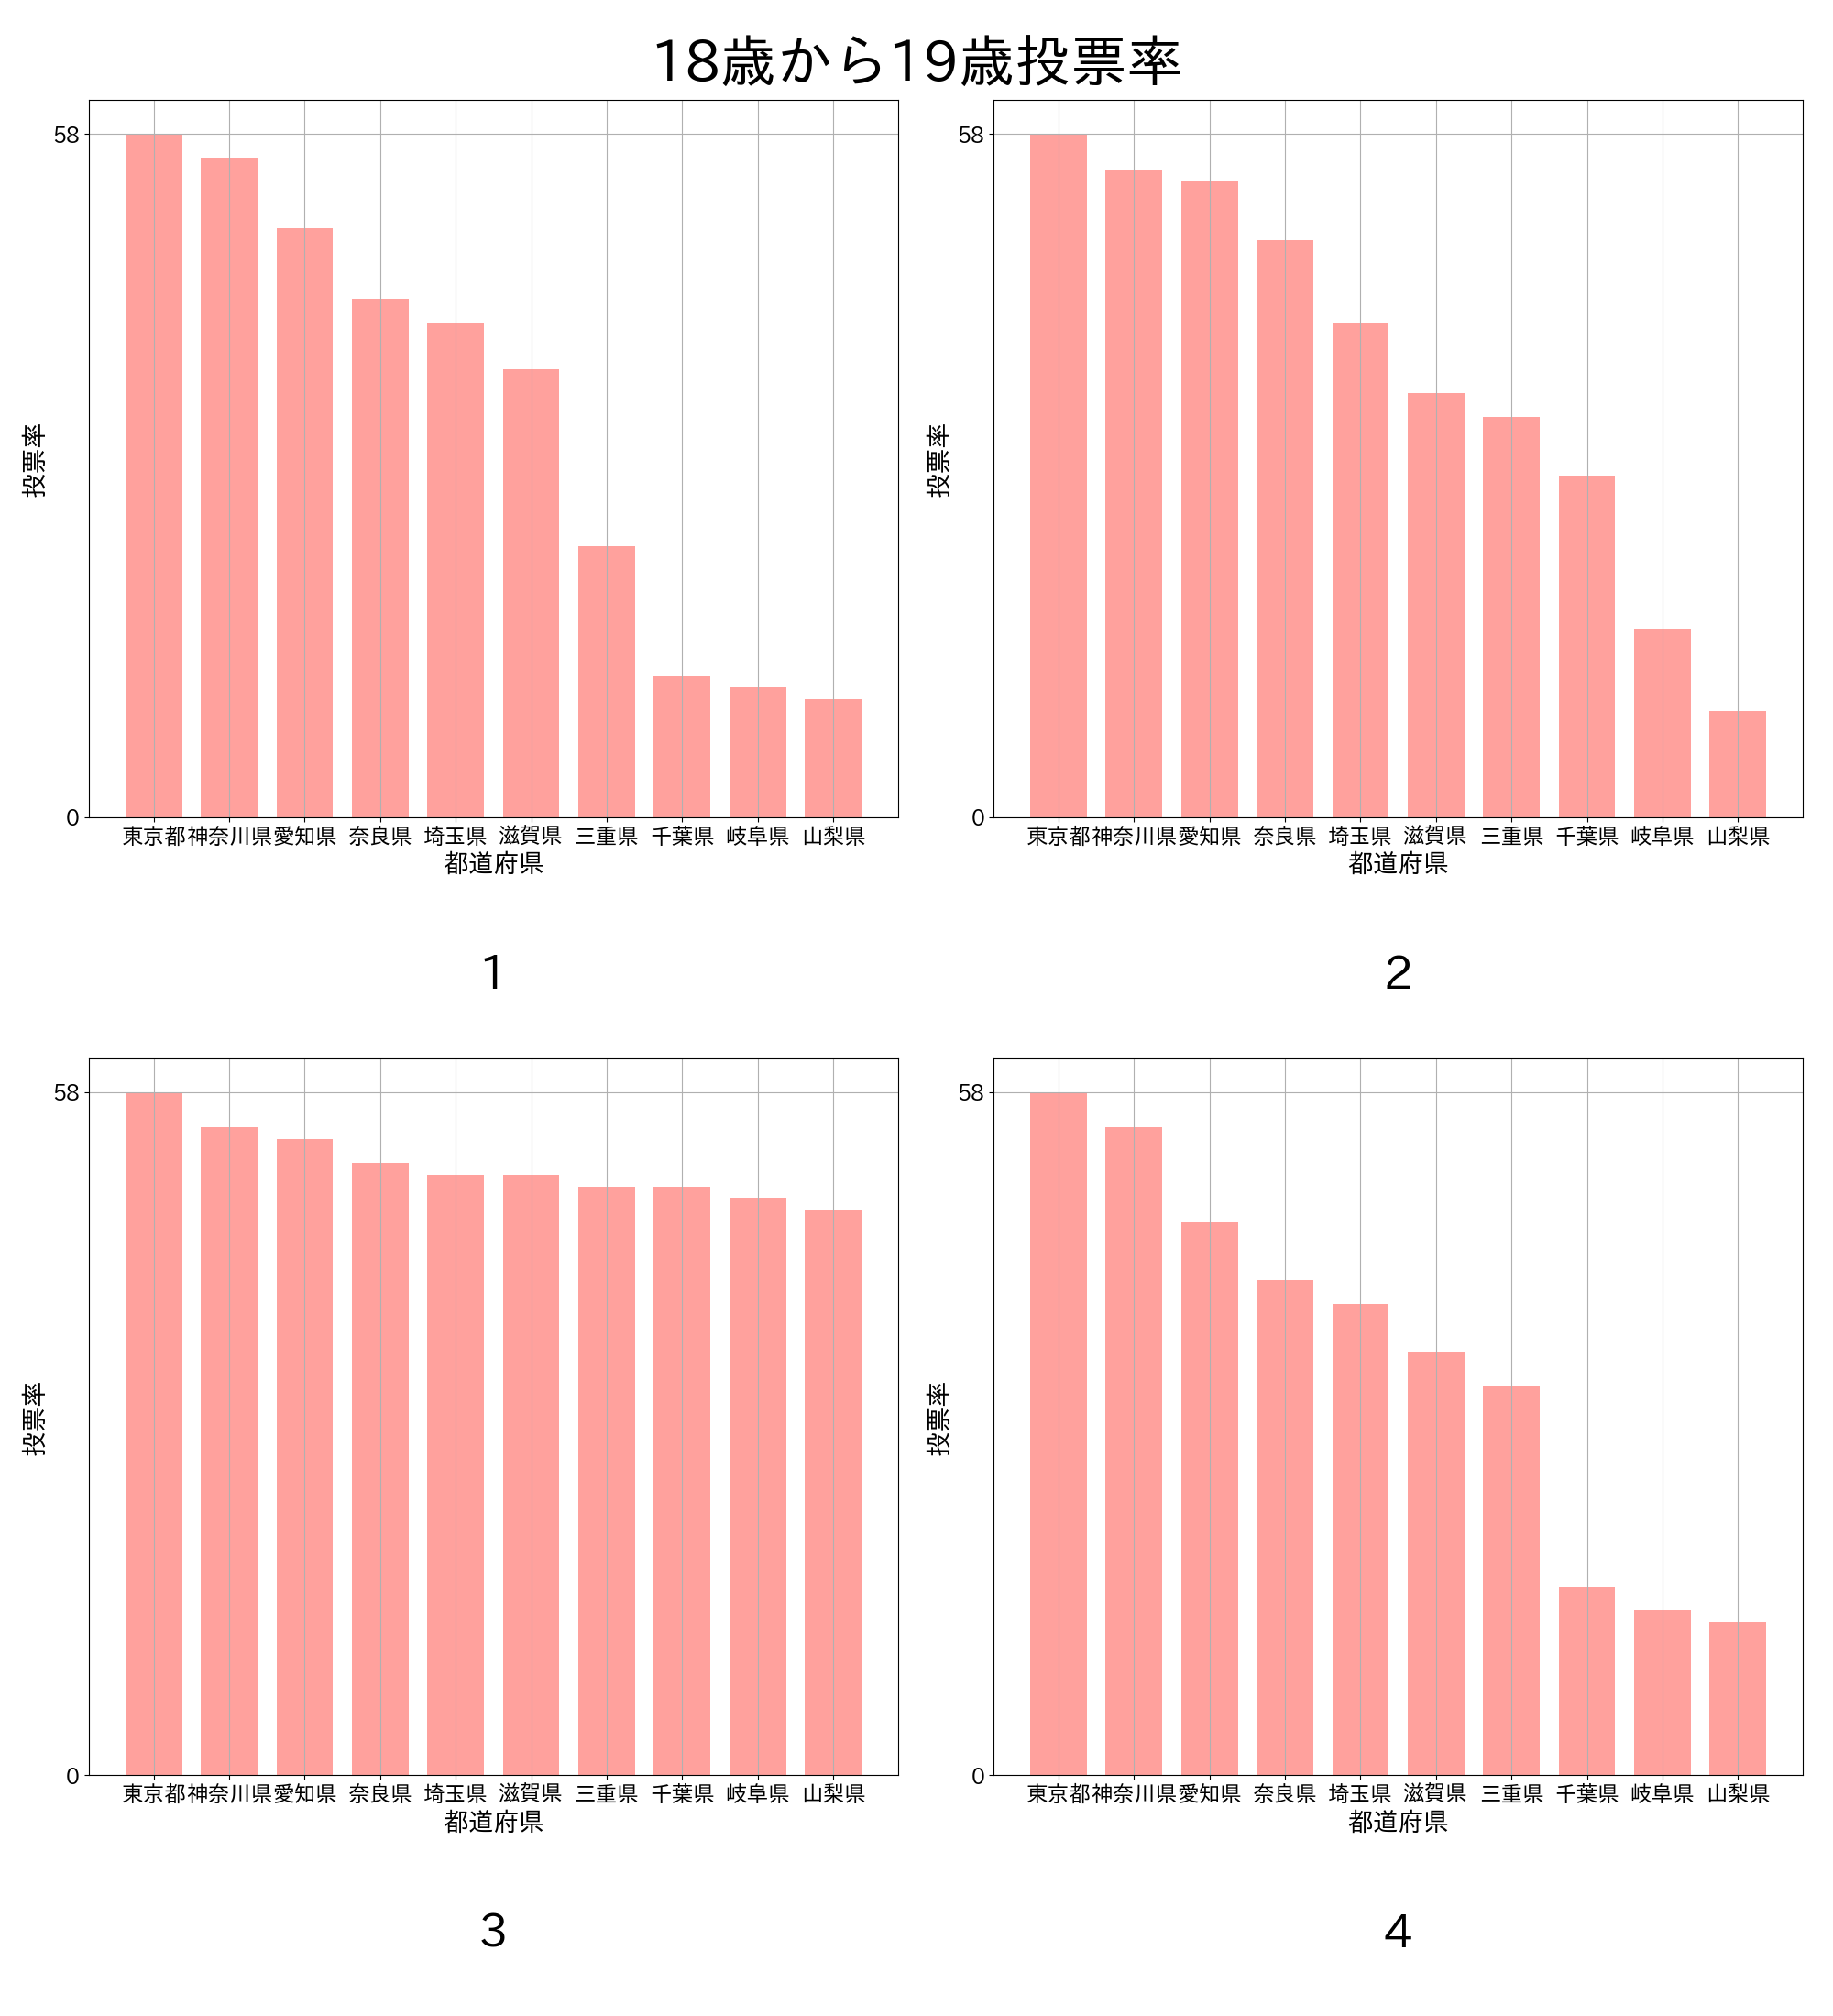 18歳から19歳投票率
58
0
投票率
東京都 神奈川県 愛知県 奈良県 埼玉県 滋賀県 三重県 千葉県 岐阜県 山梨県
都道府県
1
58
0
投票率
東京都 神奈川県 愛知県 奈良県 埼玉県 滋賀県 三重県 千葉県 岐阜県 山梨県
都道府県
2
58
0
投票率
東京都 神奈川県 愛知県 奈良県 埼玉県 滋賀県 三重県 千葉県 岐阜県 山梨県
都道府県
3
58
0
投票率
東京都 神奈川県 愛知県 奈良県 埼玉県 滋賀県 三重県 千葉県 岐阜県 山梨県
都道府県
4